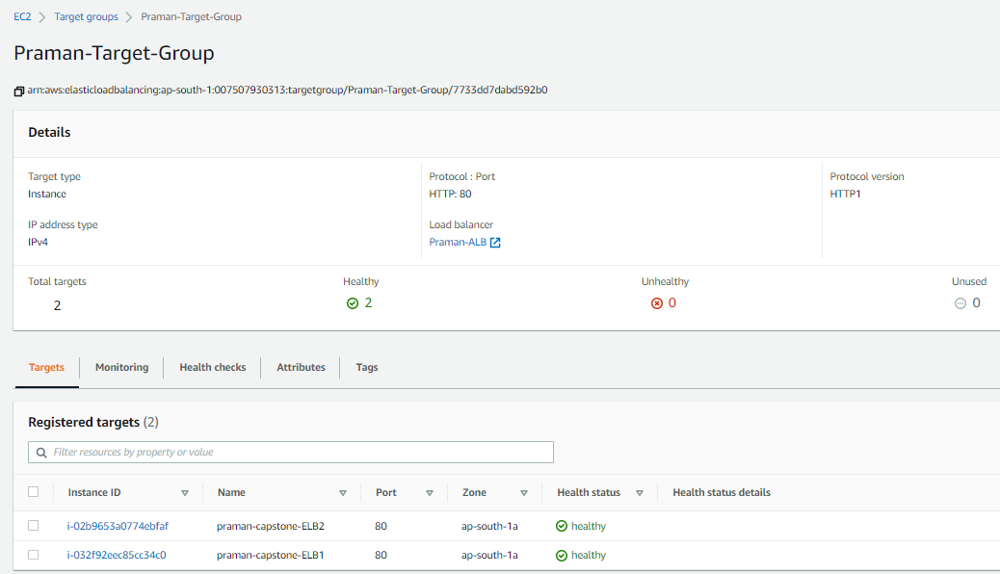 EC2 > Target groups > Praman-Target-Group
Praman-Target-Group
arn:aws:elasticloadbalancing:ap-south-1:007507930313:targetgroup/Praman-Target-Group/7733dd7dabd592b0
Details
Target type
Instance
Protocol : Port
HTTP: 80
Protocol version
HTTP1
IP address type
IPv4
Load balancer
Praman-ALB
Total targets Healthy Unhealthy Unused
2 2 0 0
Targets Monitoring Health checks Attributes Tags
Registered targets (2)
Filter resources by property or value
Instance ID Name Port Zone Health status Health status details
i-02b9653a0774ebfaf praman-capstone-ELB2 80 ap-south-1a healthy
i-032f92eec85cc34c0 praman-capstone-ELB1 80 ap-south-1a healthy